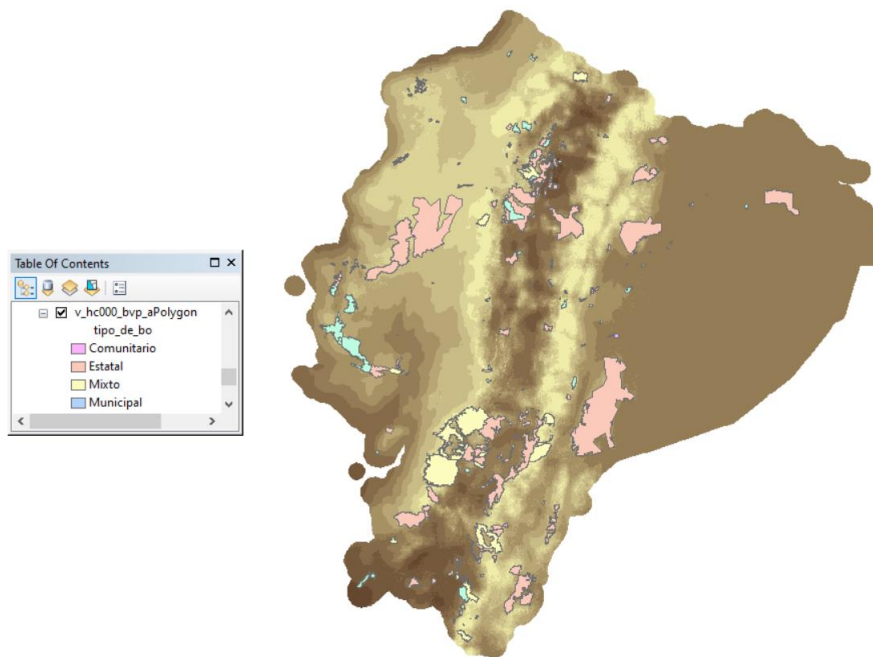 Table Of Contents
v_hc000_bvp_aPolygon
tipo_de_bo
Comunitario
Estatal
Mixto
Municipal